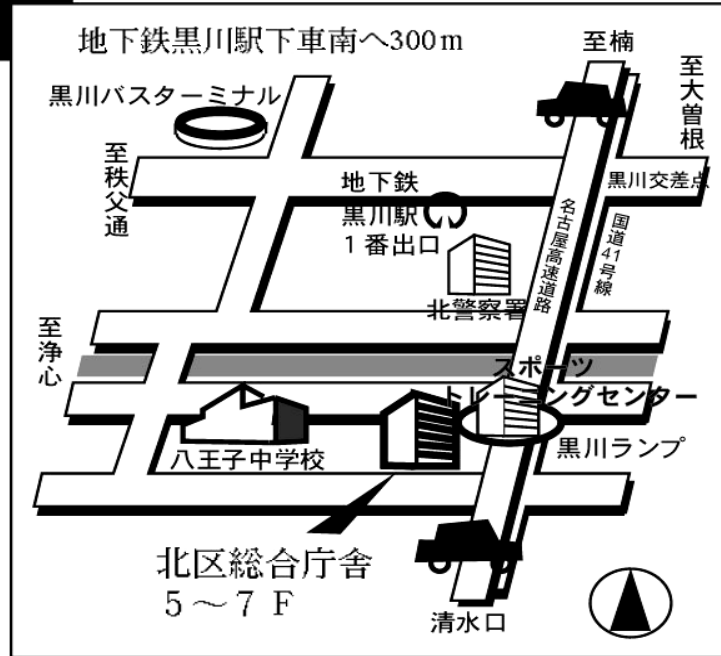 地下鉄黒川駅下車南へ300m
至楠
至大曽根
黒川バスターミナル
至秩父通
地下鉄
黒川駅
1番出口
黒川交差点
名古屋高速道路
国道41号線
北警察署
至浄心
スポーツ
トレーニングセンター
八王子中学校
黒川ランプ
北区総合庁舎
5〜7F
清水口